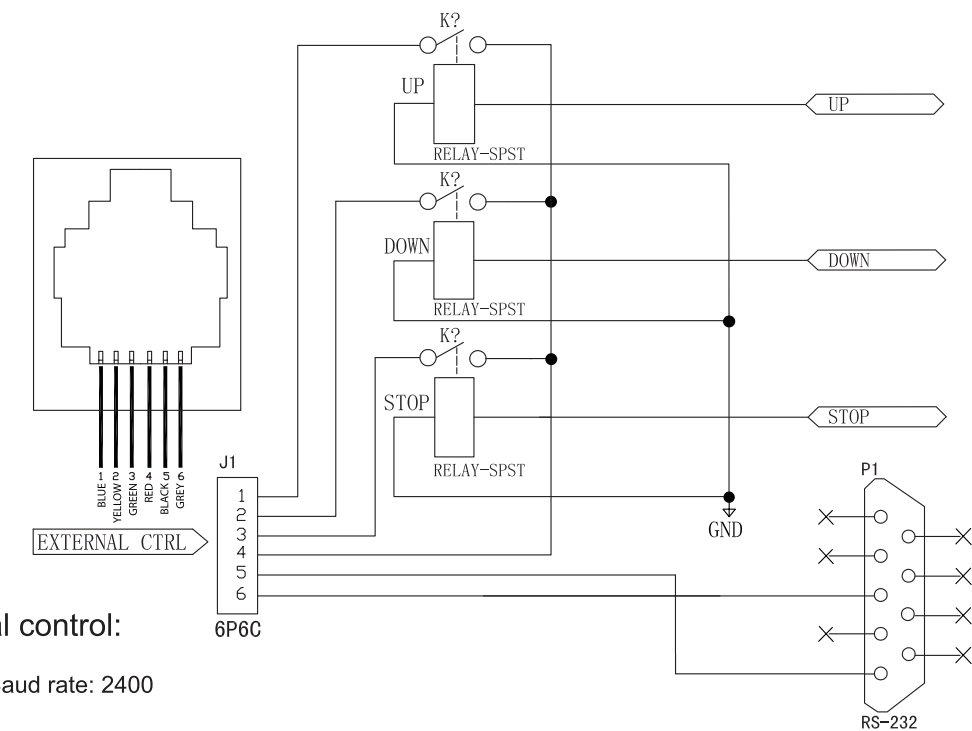 K?
UP
UP
RELAY-SPST
K?
DOWN
DOWN
RELAY-SPST
K?
STOP
STOP
RELAY-SPST
GND
1 2 3 4 5 6
BLUE
YELLOW
GREEN
RED
BLACK
GREY
EXTERNAL CTRL
J1
1
2
3
4
5
6
6P6C
P1
RS-232
al control:
aud rate: 2400